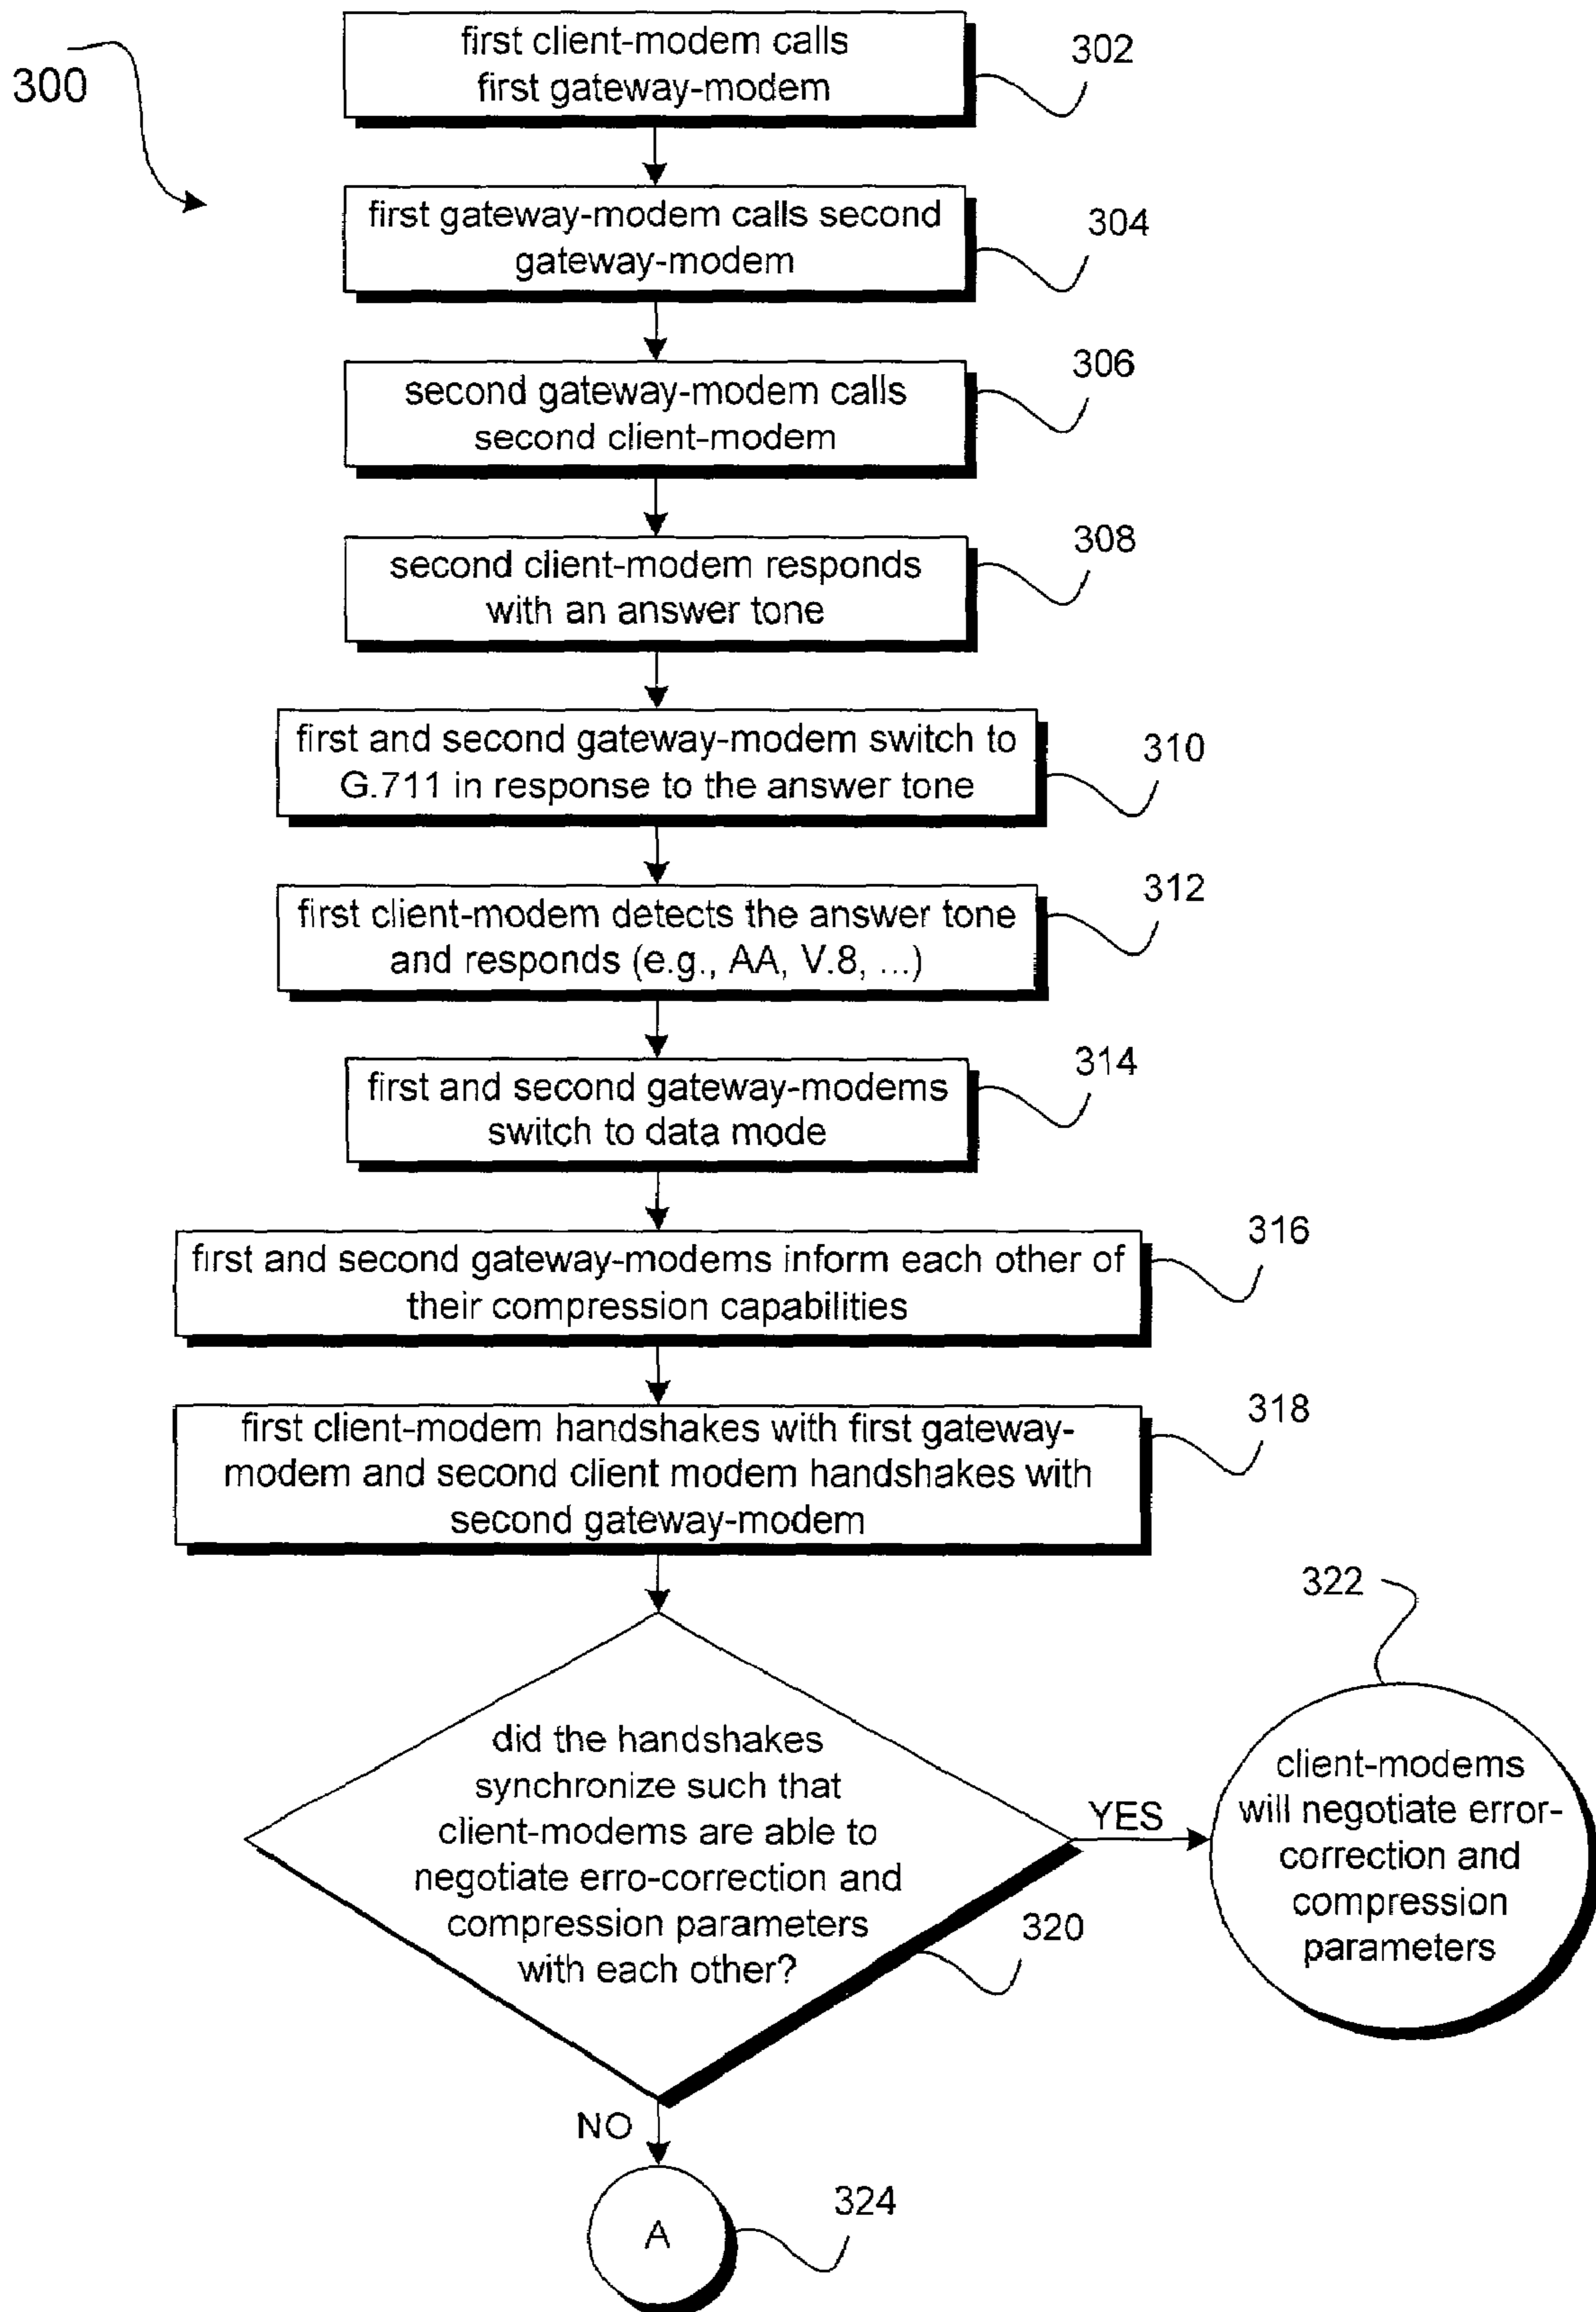 300
first client-modem calls
first gateway-modem
302
first gateway-modem calls second
gateway-modem
304
second gateway-modem calls
second client-modem
306
second client-modem responds
with an answer tone
308
first and second gateway-modem switch to
G.711 in response to the answer tone
310
first client-modem detects the answer tone
and responds (e.g., AA, V.8, ...)
312
first and second gateway-modems
switch to data mode
314
first and second gateway-modems inform each other of
their compression capabilities
316
first client-modem handshakes with first gateway-
modem and second client modem handshakes with
second gateway-modem
318
did the handshakes
synchronize such that
client-modems are able to
negotiate erro-correction and
compression parameters
with each other?
320
YES
322
client-modems
will negotiate error-
correction and
compression
parameters
NO
A
324